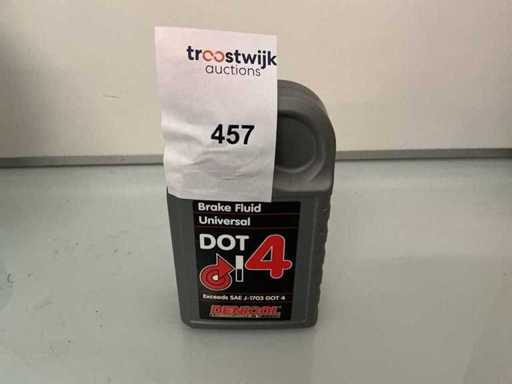 troostwijk
auctions
457
Brake Fluid
Universal
DOT 4
Exceeds SAE J-1703 DOT 4
DENICOL